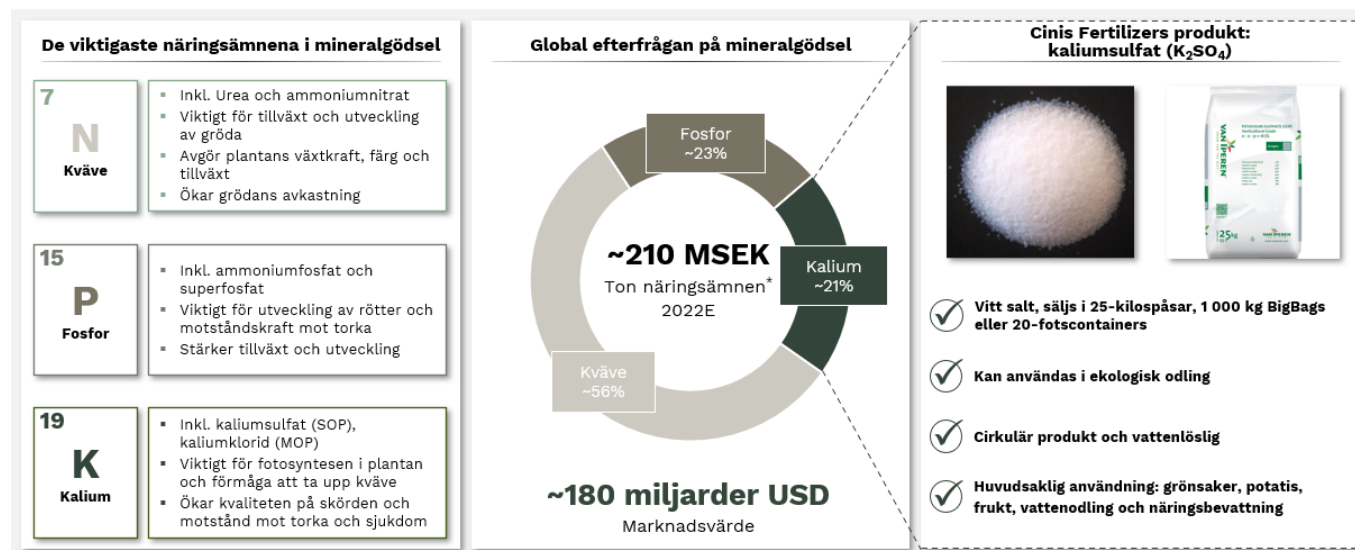 De viktigaste näringsämnena i mineralgödsel
7
N
Kväve
Inkl. Urea och ammoniumnitrat
Viktigt för tillväxt och utveckling
av gröda
Avgör plantans växtkraft, färg och
tillväxt
Ökar grödans avkastning
15
P
Fosfor
Inkl. ammoniumfosfat och
superfosfat
Viktigt för utveckling av rötter och
motståndskraft mot torka
Stärker tillväxt och utveckling
19
K
Kalium
Inkl. kaliumsulfat (SOP),
kaliumklorid (MOP)
Viktigt för fotosyntesen i plantan
och förmåga att ta upp kväve
Ökar kvaliteten på skörden och
motstånd mot torka och sjukdom
Global efterfrågan på mineralgödsel
Fosfor
~23%
Kalium
~21%
Kväve
~56%
~210 MSEK
Ton näringsämnen*
2022E
~180 miljarder USD
Marknadsvärde
Cinis Fertilizers produkt:
kaliumsulfat (K₂SO₄)
VAN IPEREN
25kg
VAN IPEREN
Vitt salt, säljs i 25-kilospåsar, 1 000 kg BigBags
eller 20-fotscontainers
Kan användas i ekologisk odling
Cirkulär produkt och vattenlöslig
Huvudsaklig användning: grönsaker, potatis,
frukt, vattenodling och näringsbevattning